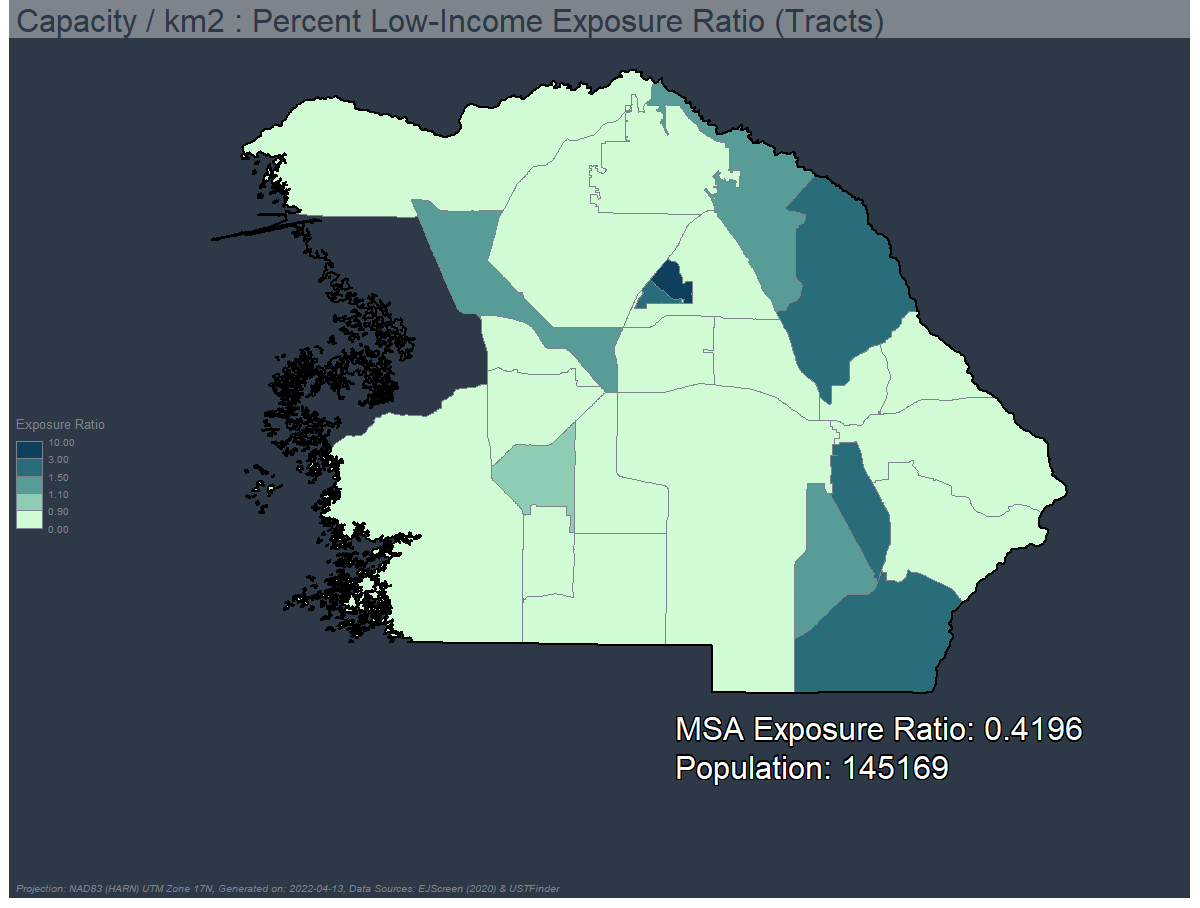 Capacity / km2 : Percent Low-Income Exposure Ratio (Tracts)
Exposure Ratio
10.00
3.00
1.50
1.10
0.90
0.00
MSA Exposure Ratio: 0.4196
Population: 145169
Projection: NAD83 (HARN) UTM Zone 17N, Generated on: 2022-04-13, Data Sources: EJScreen (2020) & USTFinder